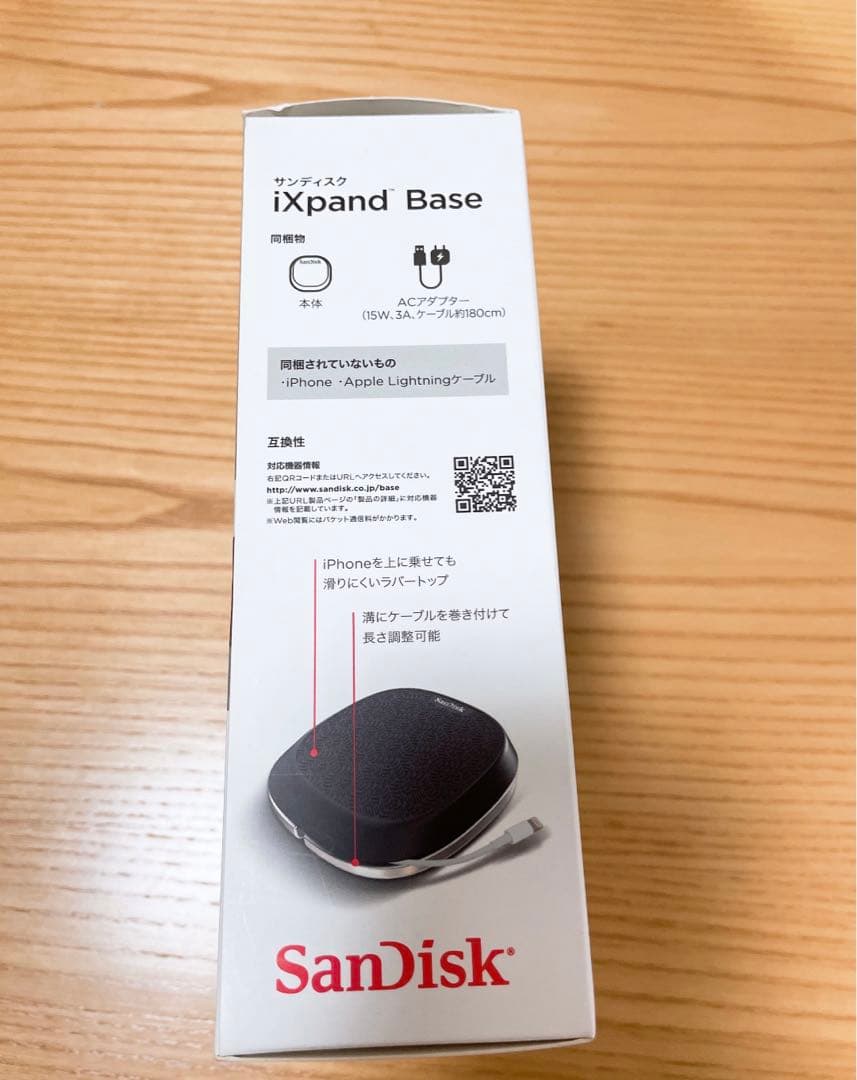 サンディスク
iXpand™ Base
同梱物
SanDisk
本体
ACアダプター
(15W、3A、ケーブル約180cm)
同梱されていないもの
・iPhone ・Apple Lightningケーブル
互換性
対応機器情報
右記QRコードまたはURLへアクセスしてください。
http://www.sandisk.co.jp/base
※上記URL製品ページの「製品の詳細」に対応機器
情報を記載しています。
※Web閲覧にはパケット通信料がかかります。
iPhoneを上に乗せても
滑りにくいラバートップ
溝にケーブルを巻き付けて
長さ調整可能
SanDisk
SanDisk®